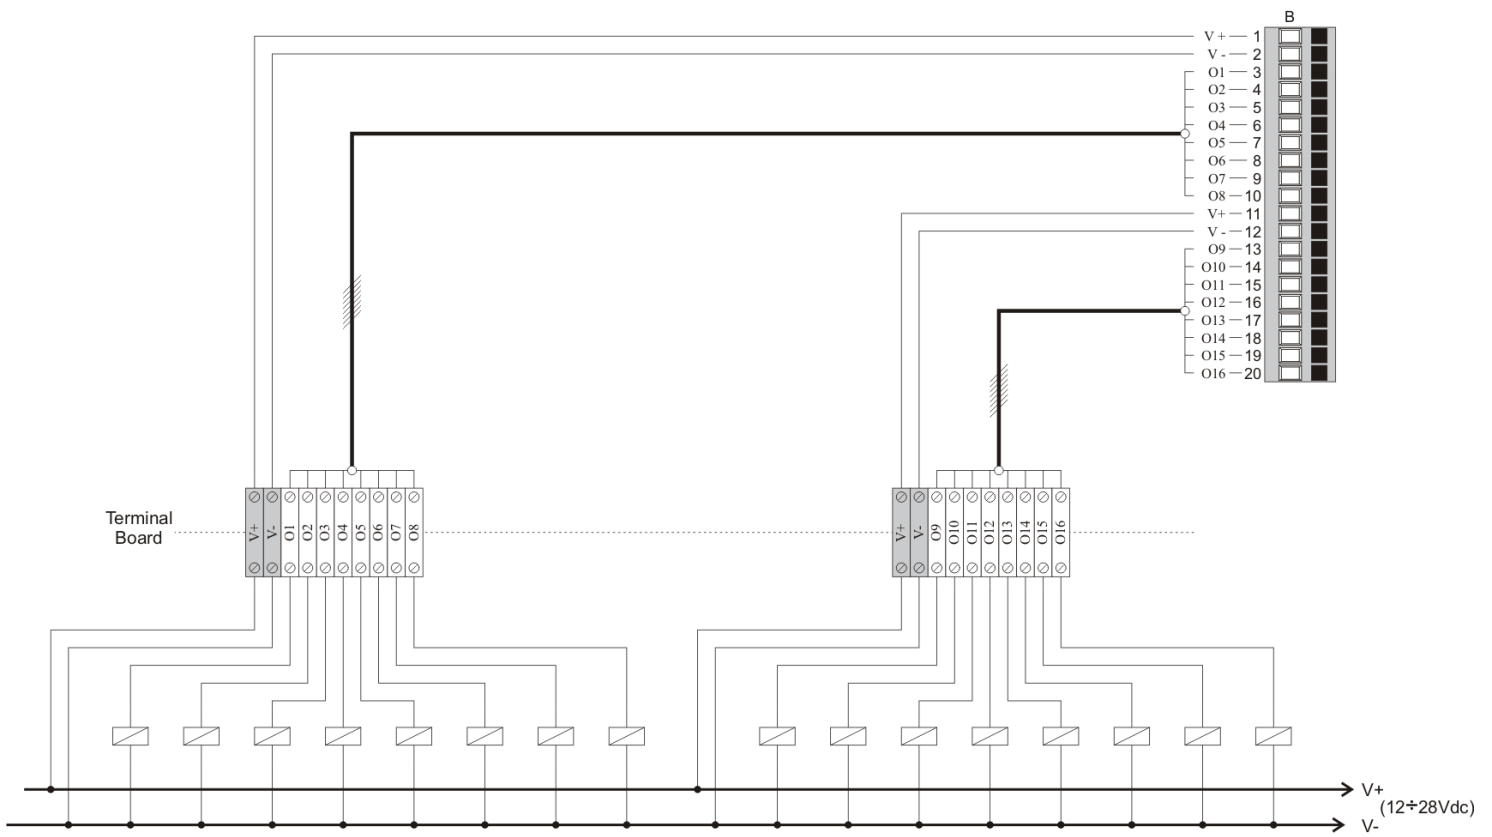 B
V + 1
V - 2
O1 3
O2 4
O3 5
O4 6
O5 7
O6 8
O7 9
O8 10
V+ 11
V - 12
O9 13
O10 14
O11 15
O12 16
O13 17
O14 18
O15 19
O16 20
Terminal
Board
V+ V- O1 O2 O3 O4 O5 O6 O7 O8
V+ V- O9 O10 O11 O12 O13 O14 O15 O16
V+
(12÷28Vdc)
V-